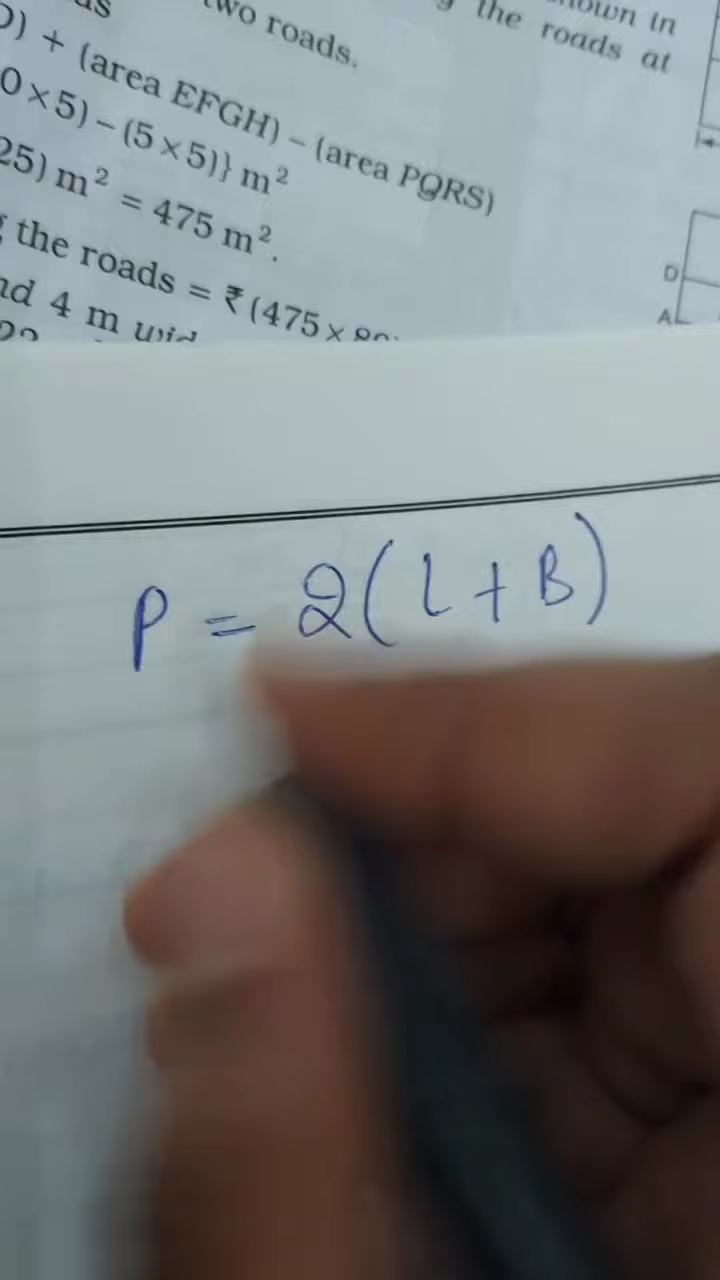 two roads.
the roads at
in
D) + (area EFGH) – (area PQRS)
0 × 5) – (5 × 5)} m²
25) m² = 475 m².
the roads = ₹ (475 ×
4 m
D
A
P = 2(L + B)